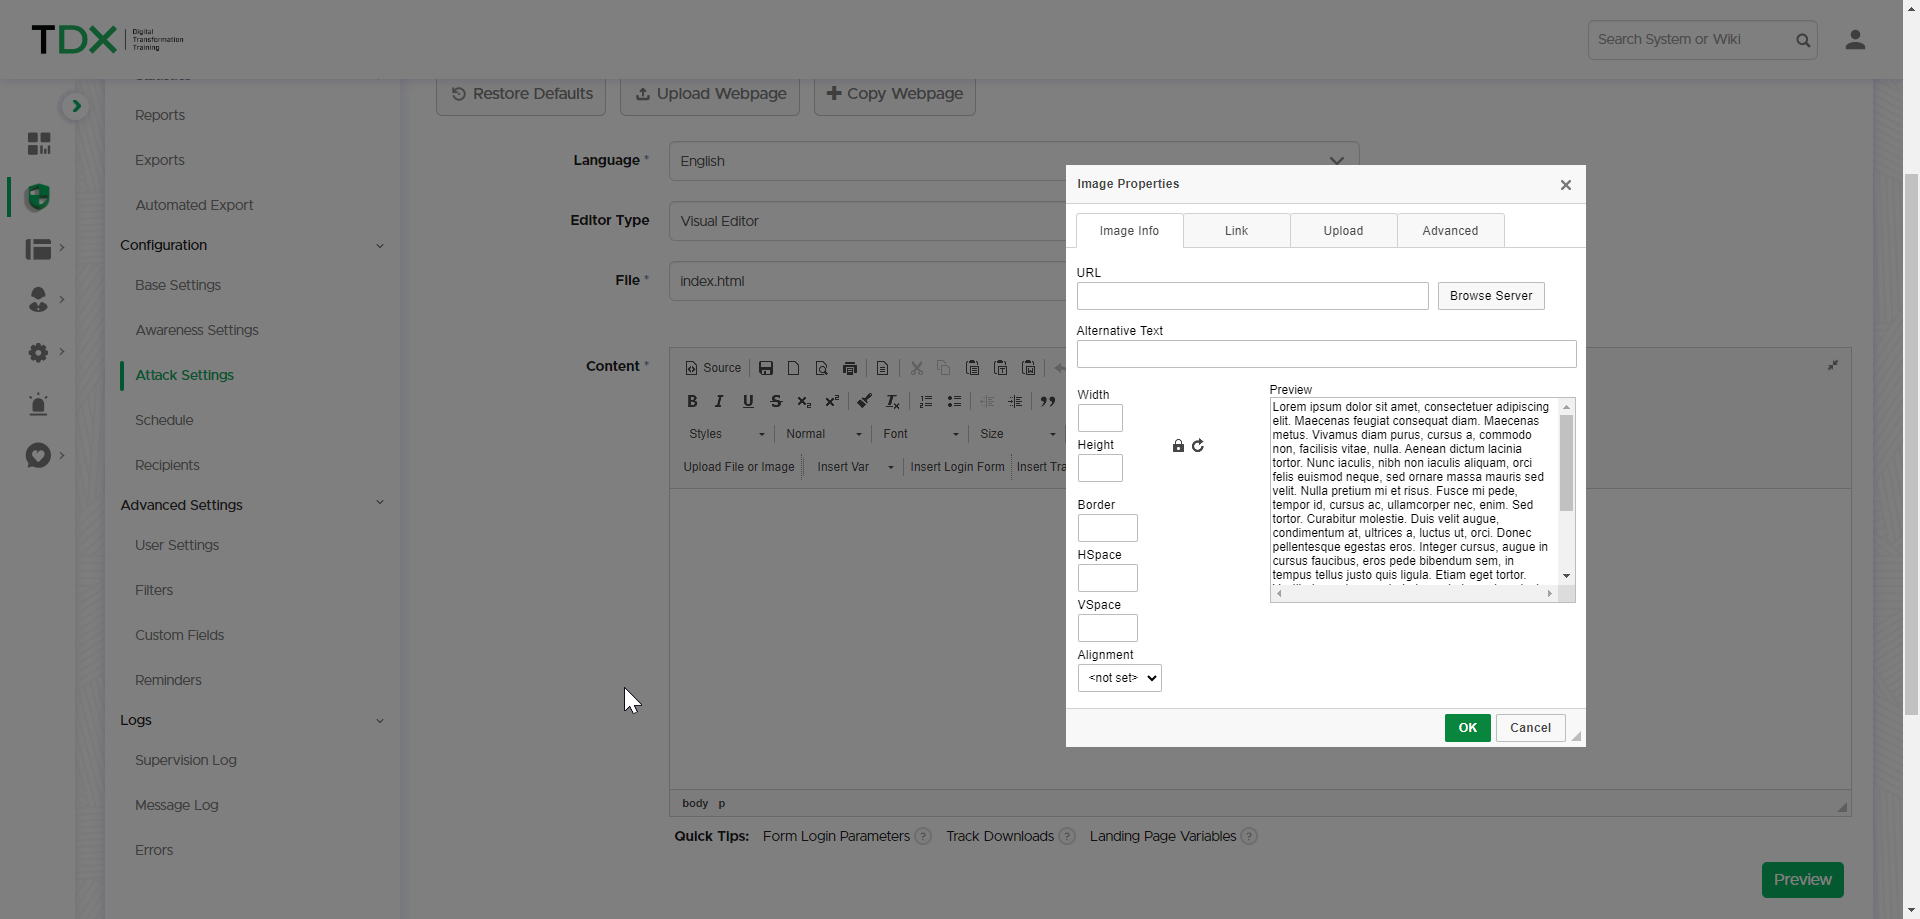 TDX Digital
Transformation
Training
Search System or Wiki
Statistics
Reports
Exports
Automated Export
Configuration
Base Settings
Awareness Settings
Attack Settings
Schedule
Recipients
Advanced Settings
User Settings
Filters
Custom Fields
Reminders
Logs
Supervision Log
Message Log
Errors
Restore Defaults Upload Webpage Copy Webpage
Language * English
Editor Type Visual Editor
File * index.html
Content * Source
Styles Normal Font Size
Upload File or Image Insert Var Insert Login Form Insert Tra
body p
Quick Tips: Form Login Parameters ? Track Downloads ? Landing Page Variables ?
Preview
Image Properties
Image Info Link Upload Advanced
URL
Browse Server
Alternative Text
Width
Height
Border
HSpace
VSpace
Alignment
<not set>
Preview
Lorem ipsum dolor sit amet, consectetuer adipiscing
elit. Maecenas feugiat consequat diam. Maecenas
metus. Vivamus diam purus, cursus a, commodo
non, facilisis vitae, nulla. Aenean dictum lacinia
tortor. Nunc iaculis, nibh non iaculis aliquam, orci
felis euismod neque, sed ornare massa mauris sed
velit. Nulla pretium mi et risus. Fusce mi pede,
tempor id, cursus ac, ullamcorper nec, enim. Sed
tortor. Curabitur molestie. Duis velit augue,
condimentum at, ultrices a, luctus ut, orci. Donec
pellentesque egestas eros. Integer cursus, augue in
cursus faucibus, eros pede bibendum sem, in
tempus tellus justo quis ligula. Etiam eget tortor.
OK Cancel